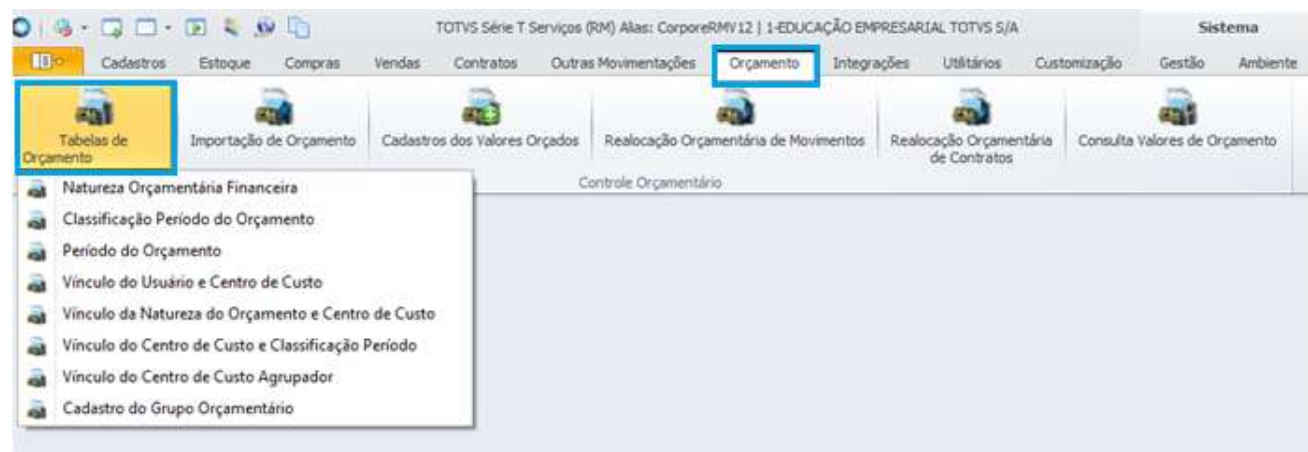 TOTVS Série T Serviços (RM) Alias: CorporeRMV12 | 1-EDUCAÇÃO EMPRESARIAL TOTVS S/A
Sistema
Cadastros Estoque Compras Vendas Contratos Outras Movimentações Orçamento Integrações Utilitários Customização Gestão Ambiente
Tabelas de
Orçamento
Importação de Orçamento
Cadastros dos Valores Orçados
Realocação Orçamentária de Movimentos
Realocação Orçamentária
de Contratos
Consulta Valores de Orçamento
Controle Orçamentário
Natureza Orçamentária Financeira
Classificação Período do Orçamento
Período do Orçamento
Vínculo do Usuário e Centro de Custo
Vínculo da Natureza do Orçamento e Centro de Custo
Vínculo do Centro de Custo e Classificação Período
Vínculo do Centro de Custo Agrupador
Cadastro do Grupo Orçamentário